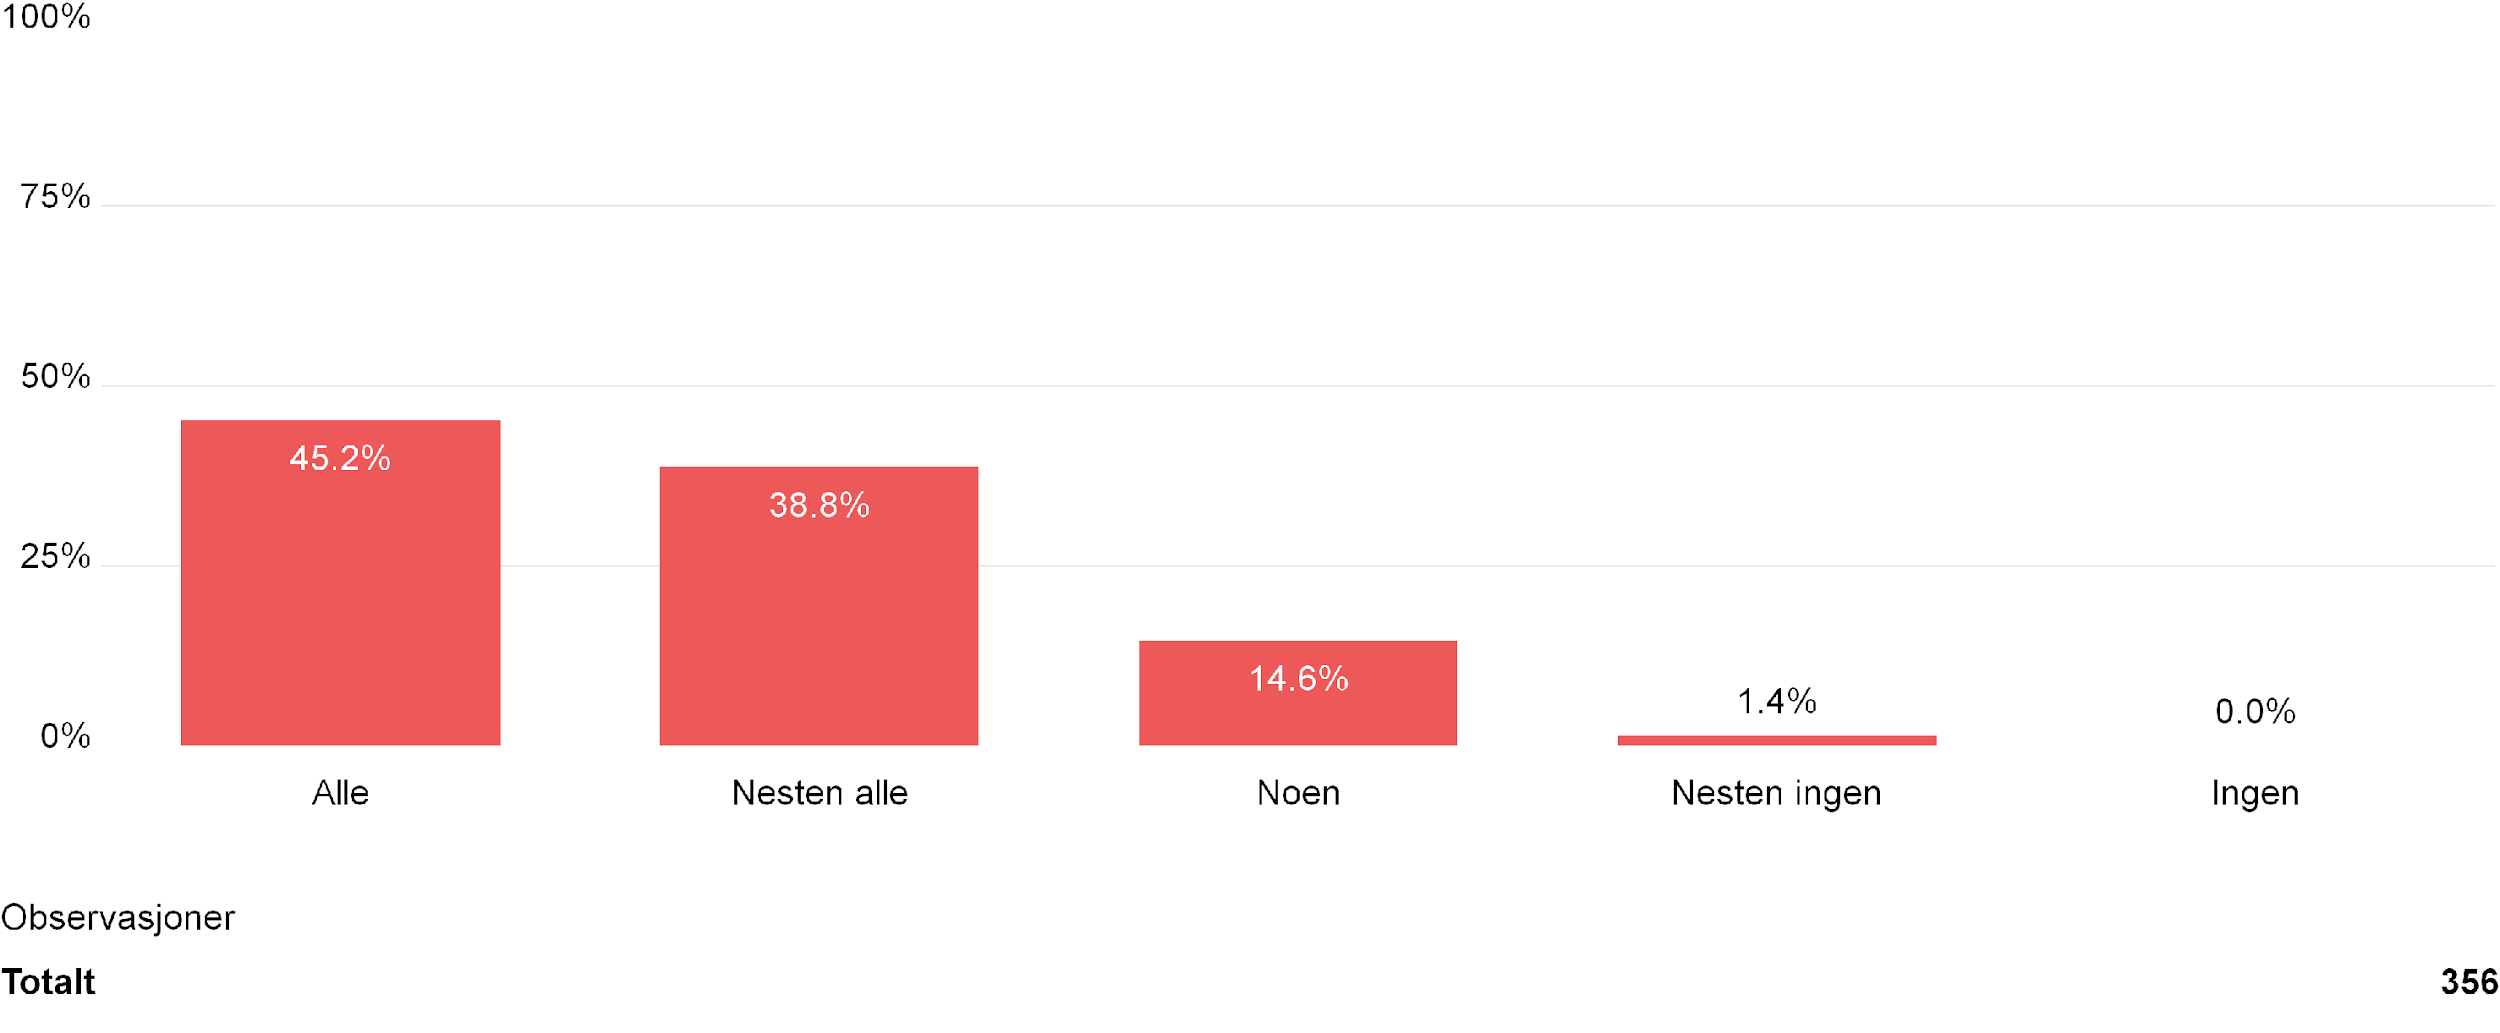 100%
75%
50%
25%
0%
45.2%
38.8%
14.6%
1.4%
0.0%
Alle
Nesten alle
Noen
Nesten ingen
Ingen
Observasjoner
Totalt 356